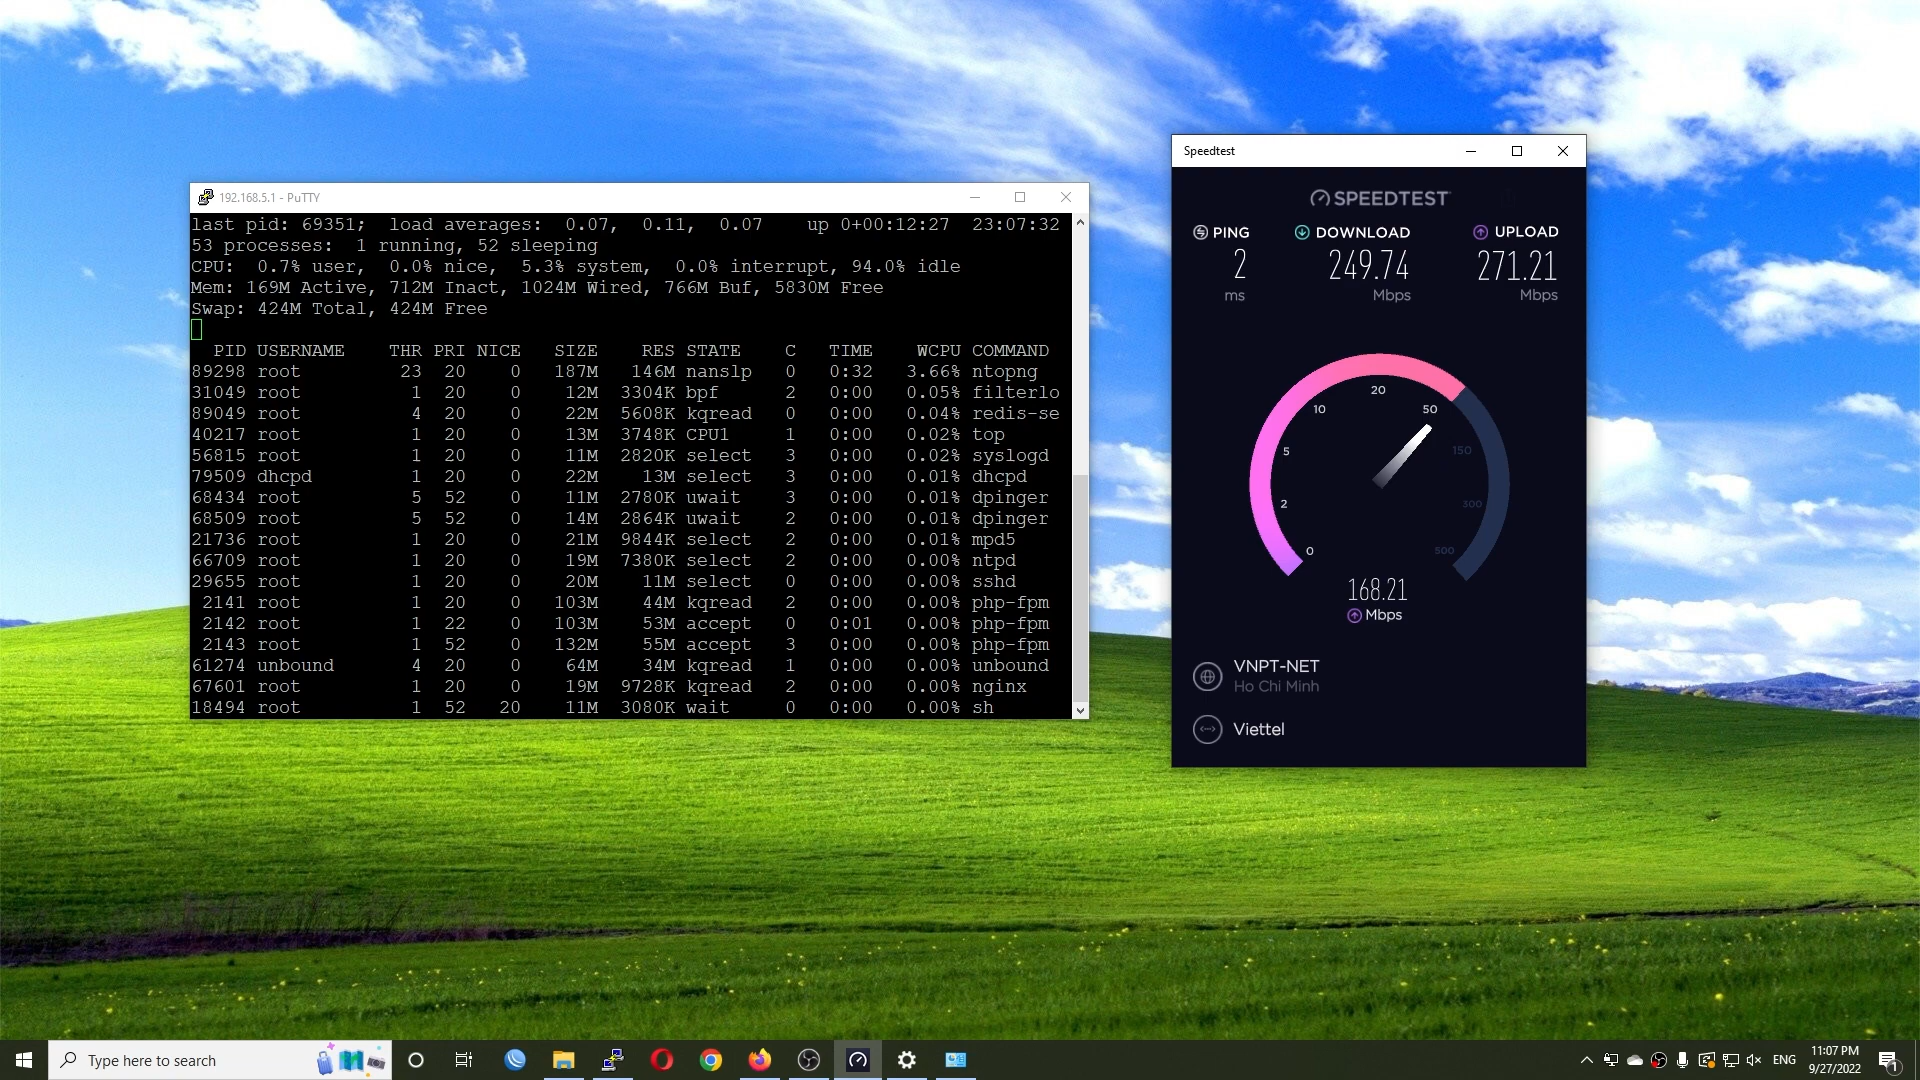 192.168.5.1 - PuTTY
last pid: 69351;  load averages:  0.07,  0.11,  0.07    up 0+00:12:27  23:07:32
53 processes:  1 running, 52 sleeping
CPU:  0.7% user,  0.0% nice,  5.3% system,  0.0% interrupt, 94.0% idle
Mem: 169M Active, 712M Inact, 1024M Wired, 766M Buf, 5830M Free
Swap: 424M Total, 424M Free
PID USERNAME    THR PRI NICE   SIZE    RES STATE    C   TIME    WCPU COMMAND
89298 root         23  20    0   187M   146M nanslp   0   0:32   3.66% ntopng
31049 root          1  20    0    12M  3304K bpf      2   0:00   0.05% filterlo
89049 root          4  20    0    22M  5608K kqread   0   0:00   0.04% redis-se
40217 root          1  20    0    13M  3748K CPU1     1   0:00   0.02% top
56815 root          1  20    0    11M  2820K select   3   0:00   0.02% syslogd
79509 dhcpd         1  20    0    22M    13M select   3   0:00   0.01% dhcpd
68434 root          5  52    0    11M  2780K uwait    3   0:00   0.01% dpinger
68509 root          5  52    0    14M  2864K uwait    2   0:00   0.01% dpinger
21736 root          1  20    0    21M  9844K select   2   0:00   0.01% mpd5
66709 root          1  20    0    19M  7380K select   2   0:00   0.00% ntpd
29655 root          1  20    0    20M    11M select   0   0:00   0.00% sshd
2141 root          1  20    0   103M    44M kqread   2   0:00   0.00% php-fpm
2142 root          1  22    0   103M    53M accept   0   0:01   0.00% php-fpm
2143 root          1  52    0   132M    55M accept   3   0:00   0.00% php-fpm
61274 unbound       4  20    0    64M    34M kqread   1   0:00   0.00% unbound
67601 root          1  20    0    19M  9728K kqread   2   0:00   0.00% nginx
18494 root          1  52   20    11M  3080K wait     0   0:00   0.00% sh
Speedtest
SPEEDTEST
PING DOWNLOAD UPLOAD
2 249.74 271.21
ms Mbps Mbps
0
2
5
10
20
50
150
300
500
168.21
Mbps
VNPT-NET
Ho Chi Minh
Viettel
Type here to search
ENG
11:07 PM
9/27/2022
1